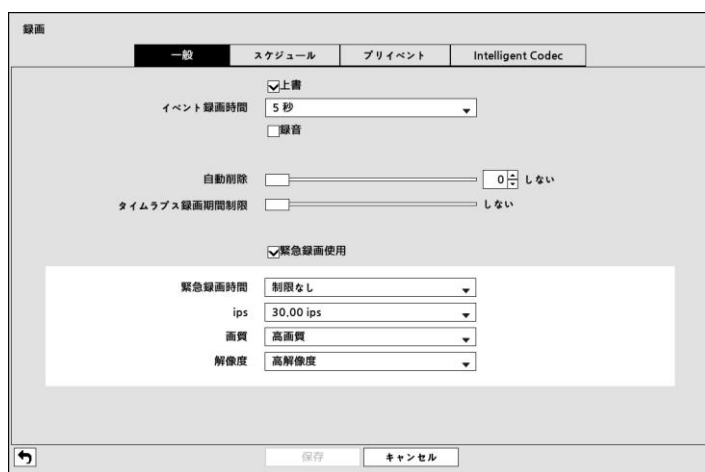 録画
一般 スケジュール プリイベント Intelligent Codec
上書
イベント録画時間 5 秒
録音
自動削除 0 しない
タイムラプス録画期間制限 しない
緊急録画使用
緊急録画時間 制限なし
ips 30.00 ips
画質 高画質
解像度 高解像度
保存 キャンセル